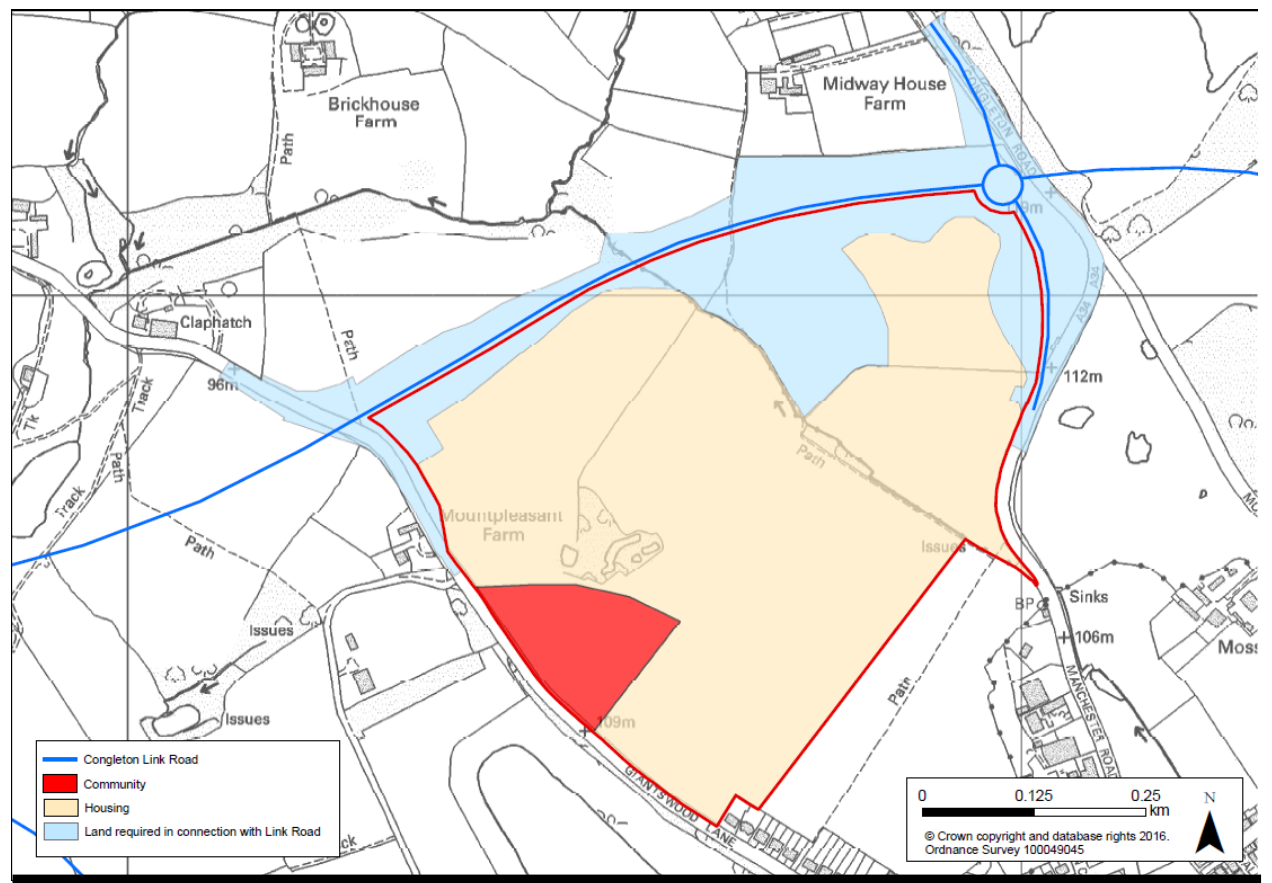 Brickhouse
Farm
Path
Midway House
Farm
CONGLETON ROAD
Claphatch
96m
Path
Tk
Track
Path
Track
Path
A34
A34
112m
Path
Mountpleasant
Farm
Issues
Issues
Issues
BP
Sinks
106m
Moss
MANCHESTER ROAD
Path
109m
GIANTSWOOD LANE
Congleton Link Road
Community
Housing
Land required in connection with Link Road
0 0.125 0.25
km
N
© Crown copyright and database rights 2016.
Ordnance Survey 100049045